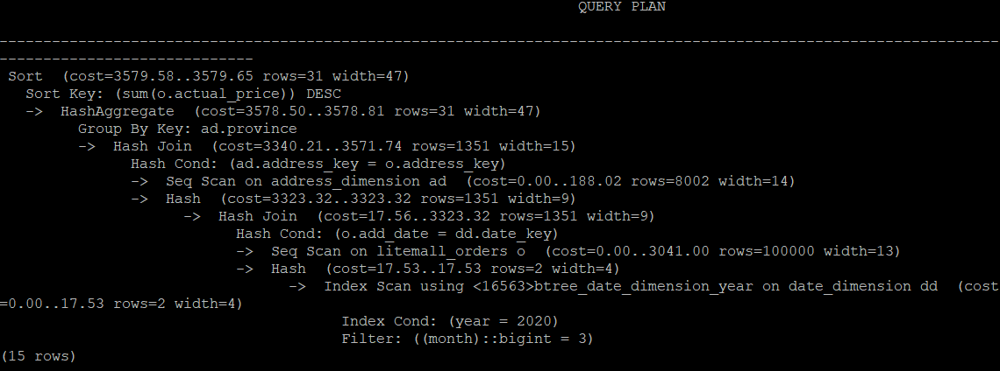 QUERY PLAN
------------------------------------------------------------------------------------------------------------------
-----------------------------
Sort  (cost=3579.58..3579.65 rows=31 width=47)
  Sort Key: (sum(o.actual_price)) DESC
  ->  HashAggregate  (cost=3578.50..3578.81 rows=31 width=47)
        Group By Key: ad.province
        ->  Hash Join  (cost=3340.21..3571.74 rows=1351 width=15)
              Hash Cond: (ad.address_key = o.address_key)
              ->  Seq Scan on address_dimension ad  (cost=0.00..188.02 rows=8002 width=14)
              ->  Hash  (cost=3323.32..3323.32 rows=1351 width=9)
                    ->  Hash Join  (cost=17.56..3323.32 rows=1351 width=9)
                          Hash Cond: (o.add_date = dd.date_key)
                          ->  Seq Scan on litemall_orders o  (cost=0.00..3041.00 rows=100000 width=13)
                          ->  Hash  (cost=17.53..17.53 rows=2 width=4)
                                ->  Index Scan using <16563>btree_date_dimension_year on date_dimension dd  (cost
=0.00..17.53 rows=2 width=4)
                                      Index Cond: (year = 2020)
                                      Filter: ((month)::bigint = 3)
(15 rows)